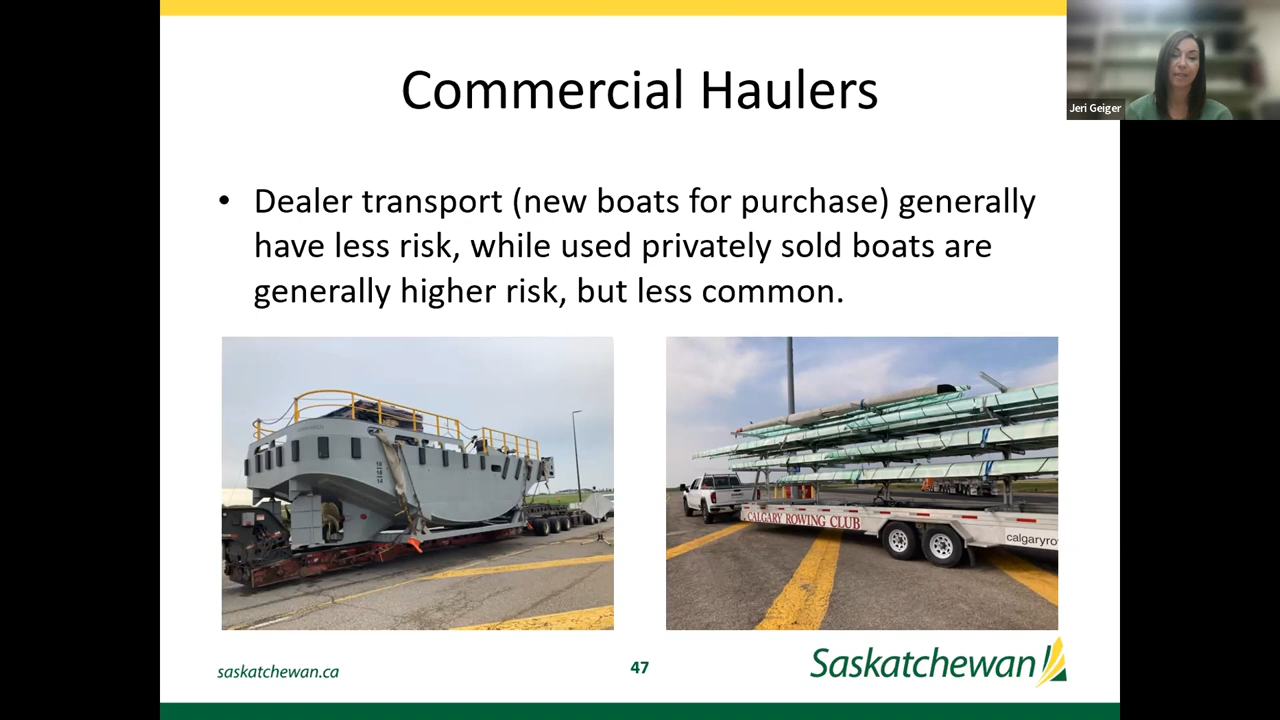 Commercial Haulers
Jeri Geiger
• Dealer transport (new boats for purchase) generally
have less risk, while used privately sold boats are
generally higher risk, but less common.
CALGARY ROWING CLUB
calgaryro
saskatchewan.ca
47
Saskatchewan